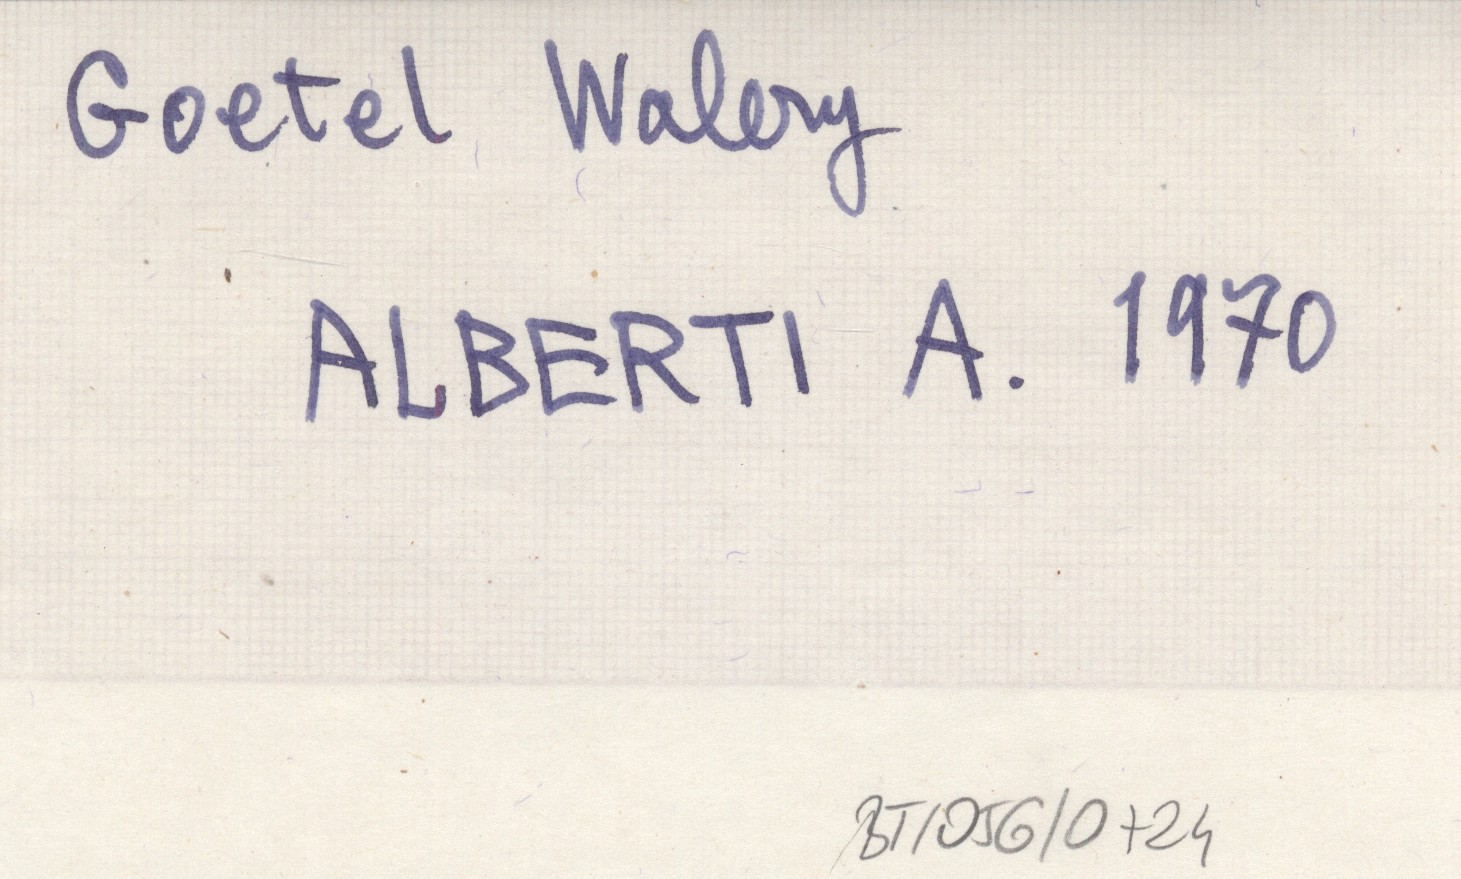 Goetel Walery
ALBERTI A. 1970
BT/056/0+24